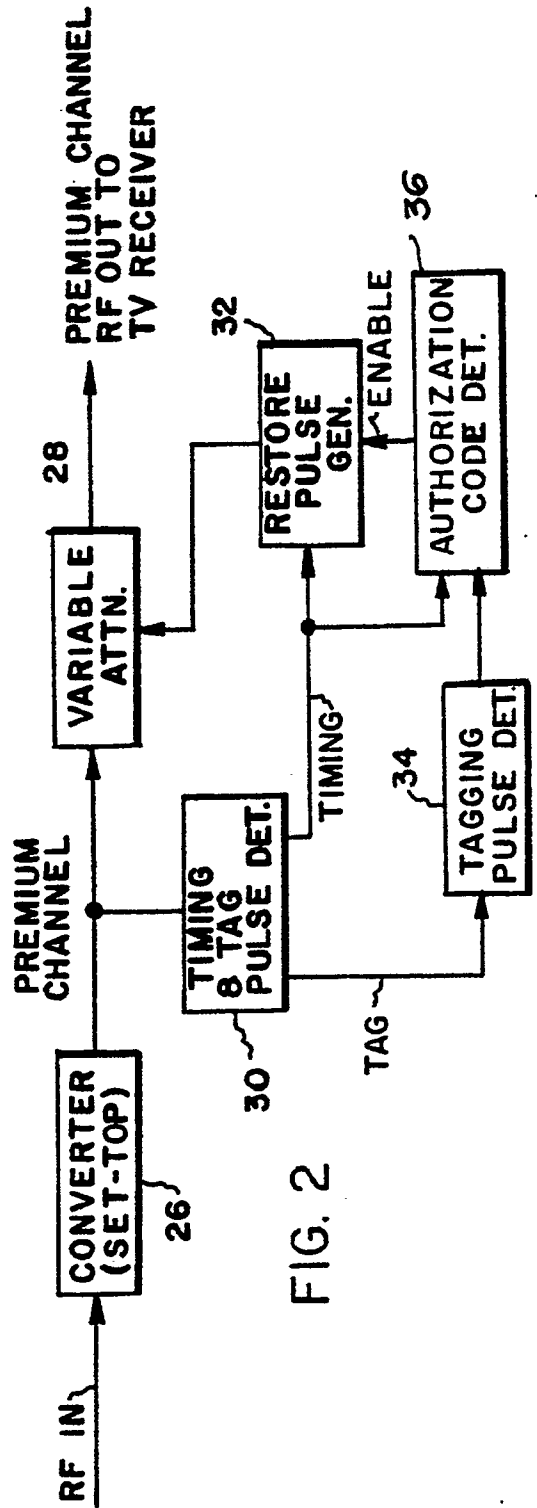 RF IN
CONVERTER
(SET-TOP)
26
PREMIUM
CHANNEL
VARIABLE
ATTN.
28
PREMIUM CHANNEL
RF OUT TO
TV RECEIVER
TIMING
8 TAG
PULSE DET.
30
TIMING
TAG
RESTORE
PULSE
GEN.
32
ENABLE
TAGGING
PULSE DET.
34
AUTHORIZATION
CODE DET.
36
FIG. 2